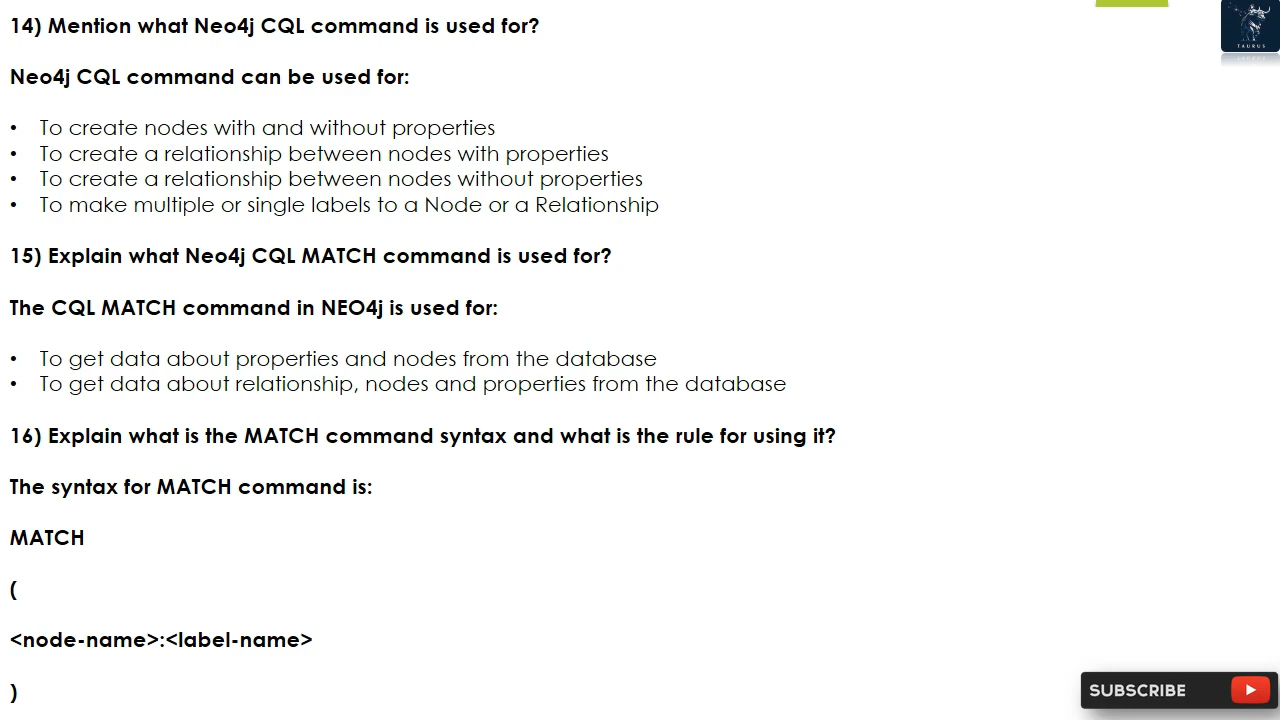 14) Mention what Neo4j CQL command is used for?
Neo4j CQL command can be used for:
• To create nodes with and without properties
• To create a relationship between nodes with properties
• To create a relationship between nodes without properties
• To make multiple or single labels to a Node or a Relationship
15) Explain what Neo4j CQL MATCH command is used for?
The CQL MATCH command in NEO4j is used for:
• To get data about properties and nodes from the database
• To get data about relationship, nodes and properties from the database
16) Explain what is the MATCH command syntax and what is the rule for using it?
The syntax for MATCH command is:
MATCH
(
<node-name>:<label-name>
)
TAURUS
SUBSCRIBE